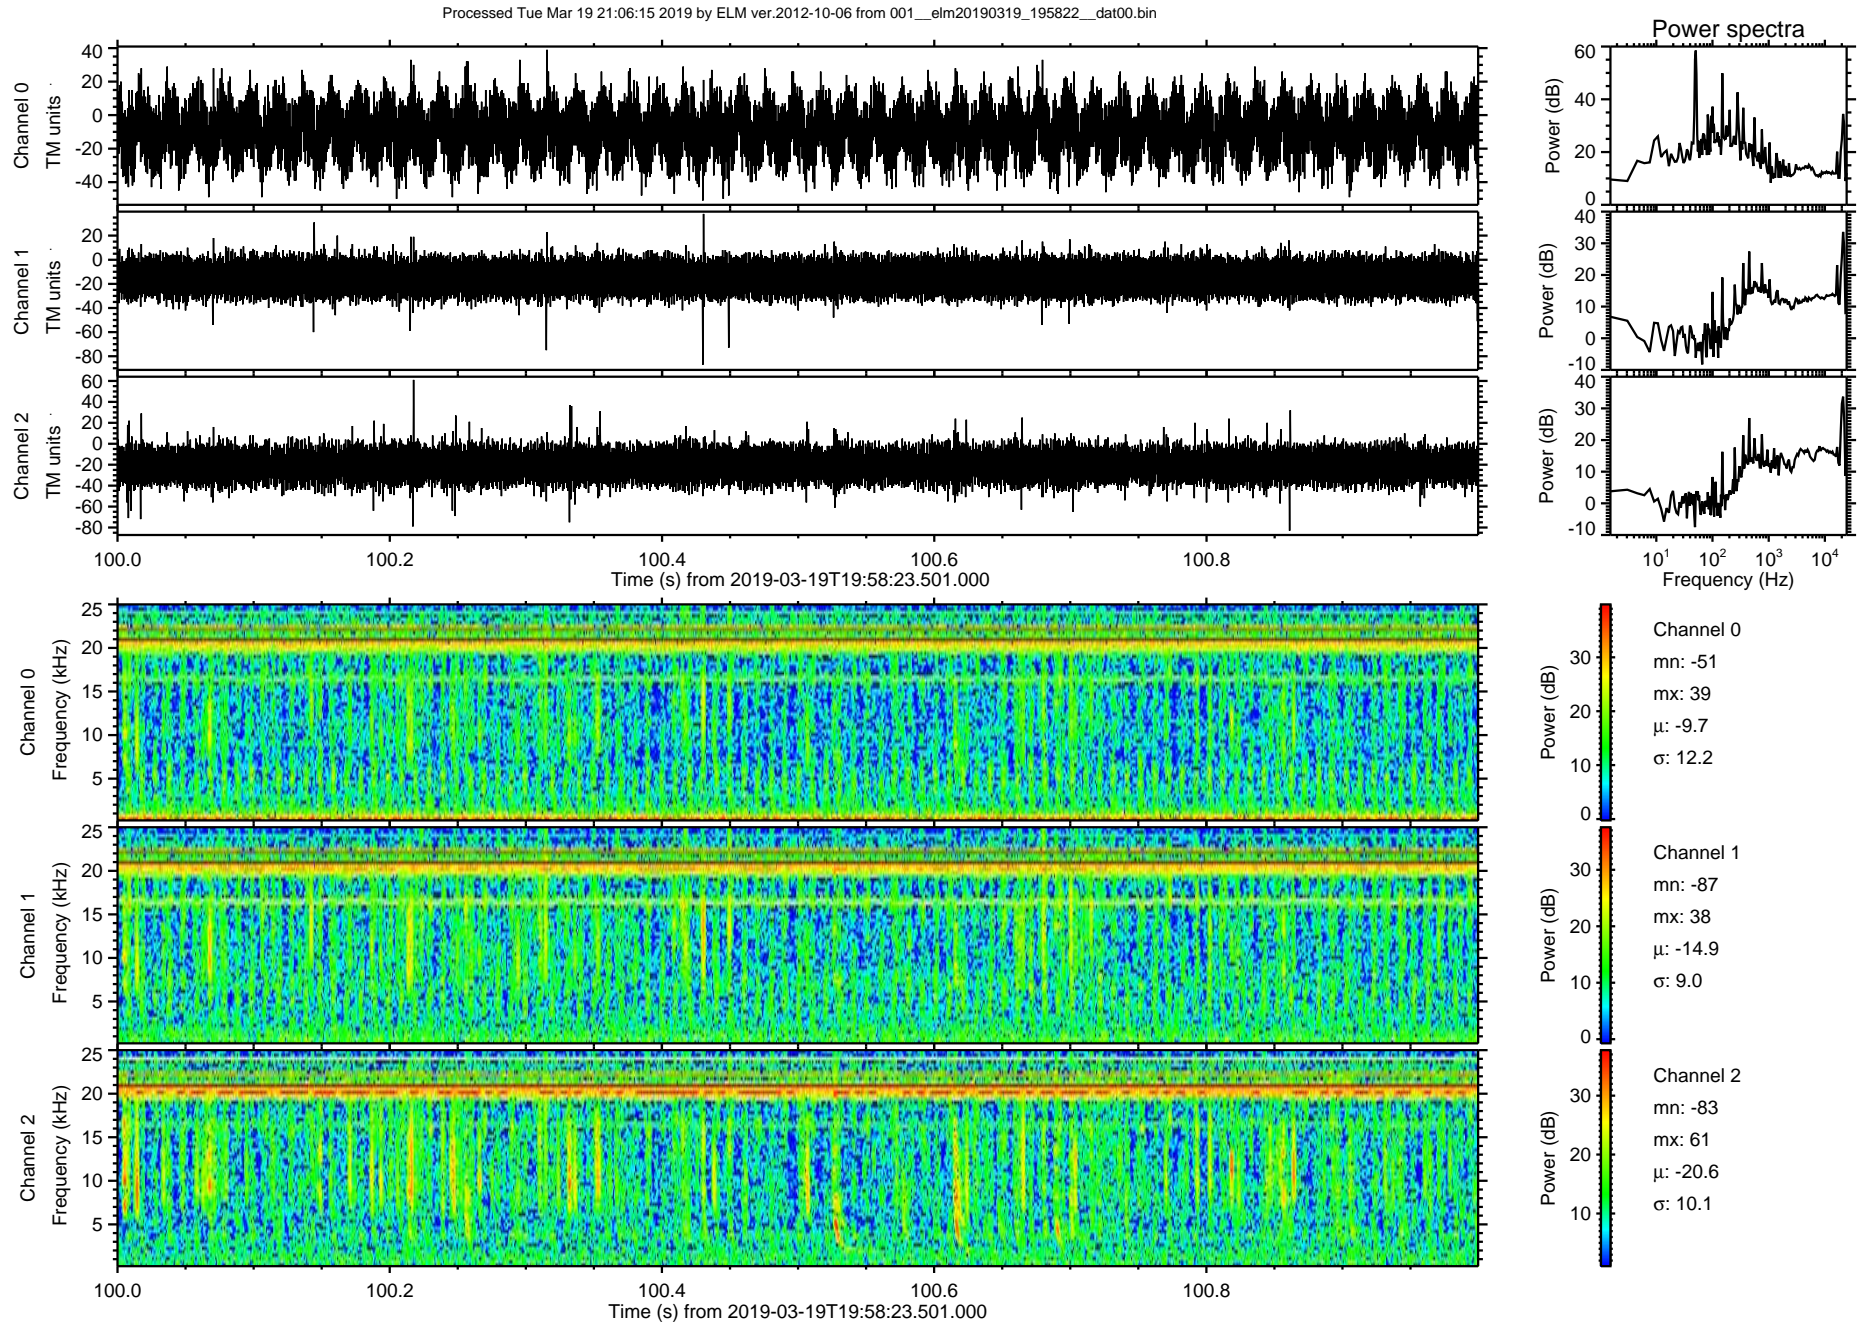 Processed Tue Mar 19 21:06:15 2019 by ELM ver.2012-10-06 from 001__elm20190319_195822__dat00.bin
Power spectra
Channel 0
TM units
40
20
0
-20
-40
Power (dB)
60
40
20
0
Channel 1
TM units
20
0
-20
-40
-60
-80
Power (dB)
40
30
20
10
0
-10
Channel 2
TM units
60
40
20
0
-20
-40
-60
-80
Power (dB)
40
30
20
10
0
-10
100.0 100.2 100.4 100.6 100.8
Time (s) from 2019-03-19T19:58:23.501.000
10¹ 10² 10³ 10⁴
Frequency (Hz)
Channel 0
Frequency (kHz)
25
20
15
10
5
Power (dB)
30
20
10
0
Channel 0
mn: -51
mx: 39
μ: -9.7
σ: 12.2
Channel 1
Frequency (kHz)
25
20
15
10
5
Power (dB)
30
20
10
0
Channel 1
mn: -87
mx: 38
μ: -14.9
σ: 9.0
Channel 2
Frequency (kHz)
25
20
15
10
5
Power (dB)
30
20
10
Channel 2
mn: -83
mx: 61
μ: -20.6
σ: 10.1
100.0 100.2 100.4 100.6 100.8
Time (s) from 2019-03-19T19:58:23.501.000